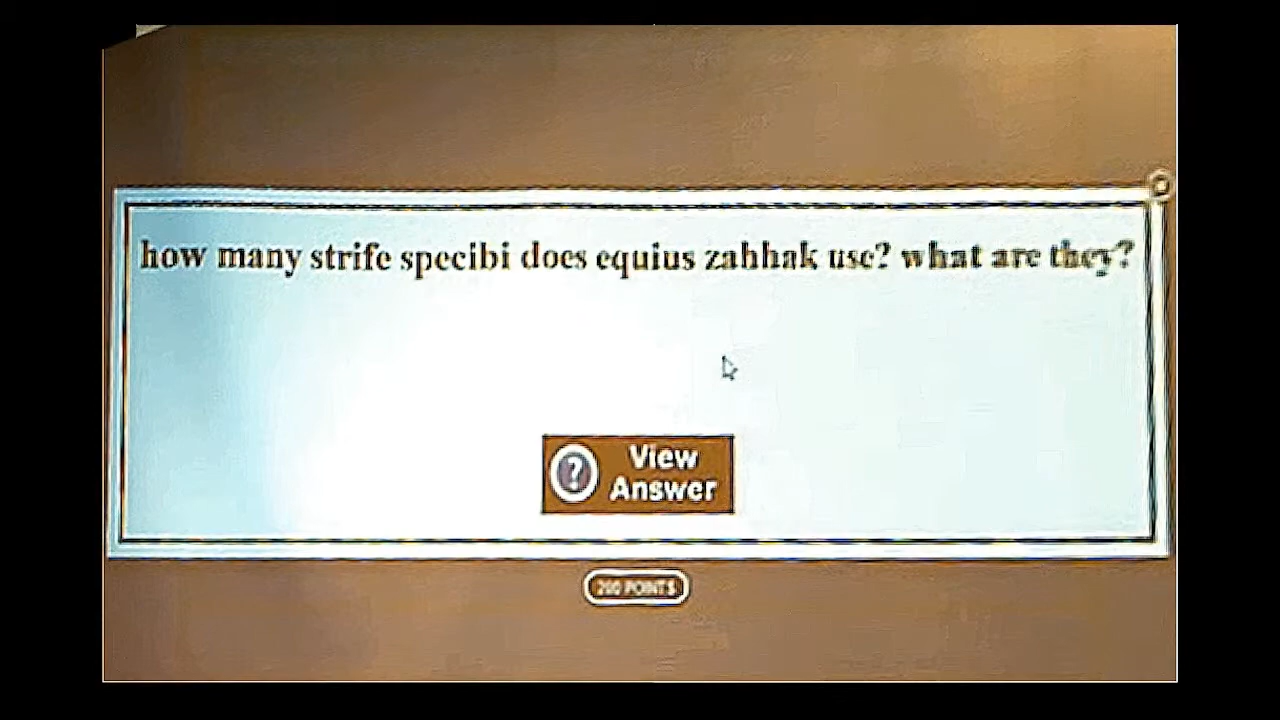 how many strife specibi does equius zahhak use? what are they?
View
Answer
200 POINTS